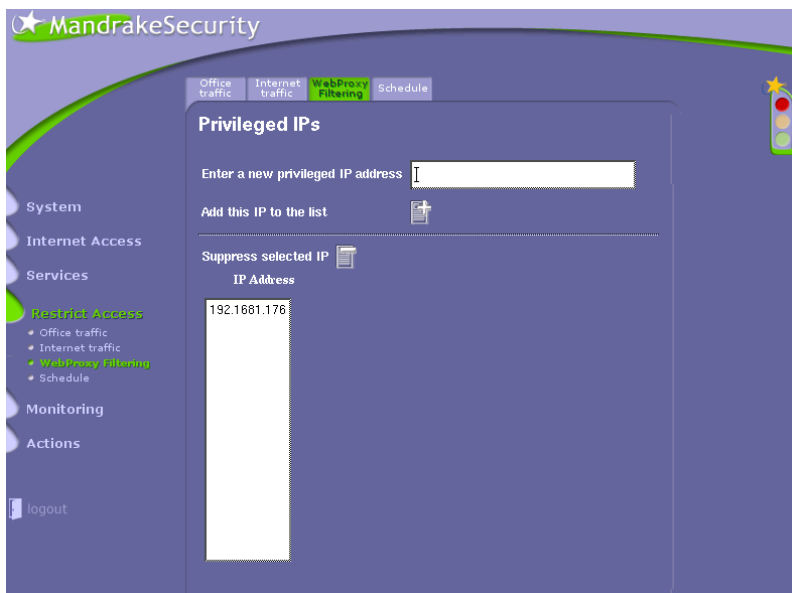 MandrakeSecurity
Office traffic
Internet traffic
WebProxy Filtering
Schedule
Privileged IPs
Enter a new privileged IP address
Add this IP to the list
Suppress selected IP
IP Address
192.1681.176
System
Internet Access
Services
Restrict Access
Office traffic
Internet traffic
WebProxy Filtering
Schedule
Monitoring
Actions
logout